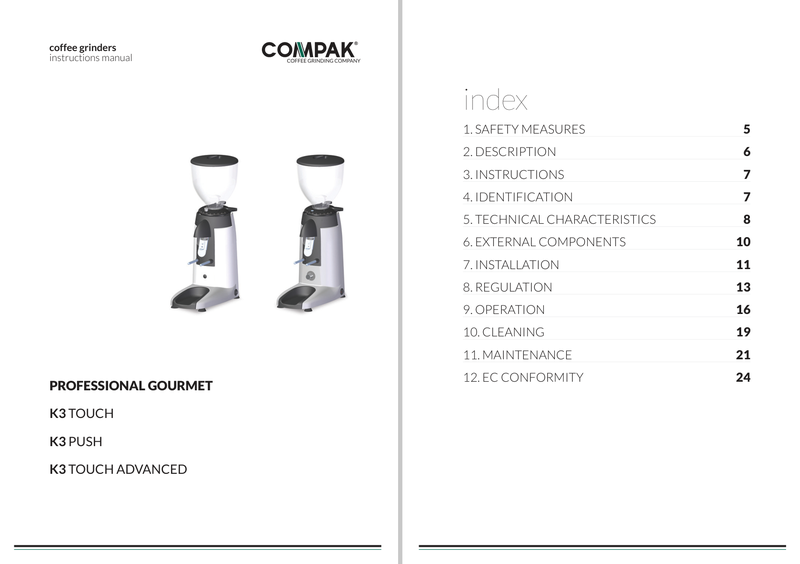 coffee grinders
instructions manual
COMPAK®
COFFEE GRINDING COMPANY
PROFESSIONAL GOURMET
K3 TOUCH
K3 PUSH
K3 TOUCH ADVANCED
index
1. SAFETY MEASURES 5
2. DESCRIPTION 6
3. INSTRUCTIONS 7
4. IDENTIFICATION 7
5. TECHNICAL CHARACTERISTICS 8
6. EXTERNAL COMPONENTS 10
7. INSTALLATION 11
8. REGULATION 13
9. OPERATION 16
10. CLEANING 19
11. MAINTENANCE 21
12. EC CONFORMITY 24